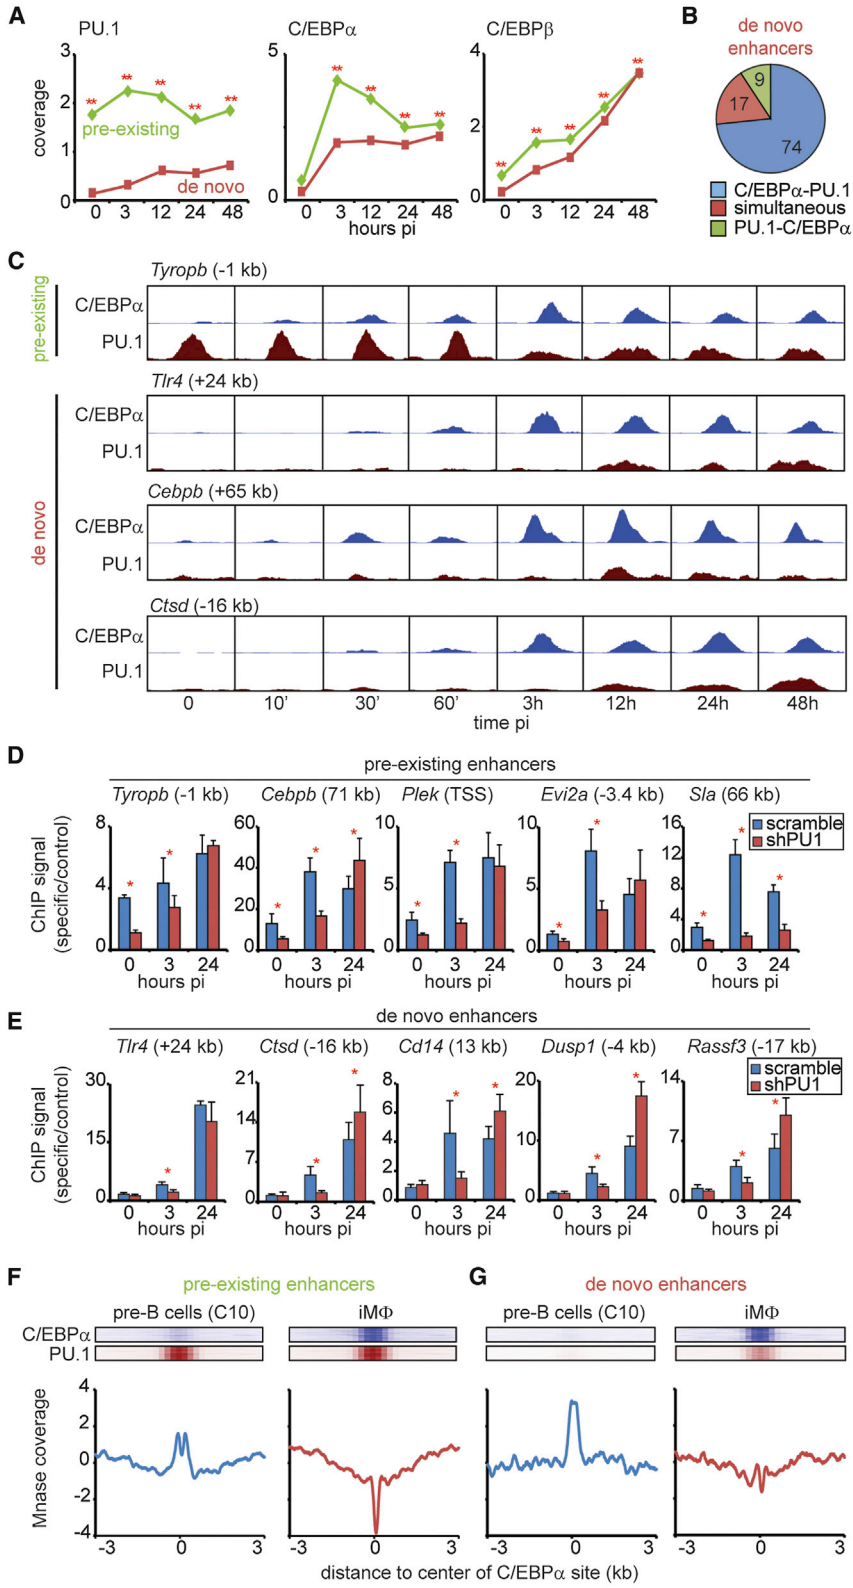 A
PU.1
C/EBPα
C/EBPβ
B
de novo
enhancers
coverage
3
2
1
0
**
**
**
**
**
pre-existing
de novo
0 3 12 24 48
5
0
**
**
**
**
0 3 12 24 48
hours pi
4
2
0
**
**
**
**
**
0 3 12 24 48
9
17
74
C/EBPα-PU.1
simultaneous
PU.1-C/EBPα
C
pre-existing
Tyropb (-1 kb)
C/EBPα
PU.1
de novo
Tlr4 (+24 kb)
C/EBPα
PU.1
Cebpb (+65 kb)
C/EBPα
PU.1
Ctsd (-16 kb)
C/EBPα
PU.1
0 10' 30' 60' 3h 12h 24h 48h
time pi
D
pre-existing enhancers
Tyropb (-1 kb) Cebpb (71 kb) Plek (TSS) Evi2a (-3.4 kb) Sla (66 kb)
scramble
shPU1
ChIP signal
(specific/control)
8
4
0
* *
0 3 24
hours pi
60
40
20
0
* * *
0 3 24
hours pi
10
5
0
* *
0 3 24
hours pi
10
5
0
* *
0 3 24
hours pi
16
12
8
4
0
* * *
0 3 24
hours pi
E
de novo enhancers
Tlr4 (+24 kb) Ctsd (-16 kb) Cd14 (13 kb) Dusp1 (-4 kb) Rassf3 (-17 kb)
scramble
shPU1
ChIP signal
(specific/control)
30
15
0
*
0 3 24
hours pi
21
14
7
0
* *
0 3 24
hours pi
8
6
4
2
0
* *
0 3 24
hours pi
20
10
0
* *
0 3 24
hours pi
14
7
0
* *
0 3 24
hours pi
F
pre-existing enhancers
pre-B cells (C10) iMΦ
C/EBPα
PU.1
G
de novo enhancers
pre-B cells (C10) iMΦ
Mnase coverage
4
2
0
-2
-4
-3 0 3
-3 0 3
-3 0 3
-3 0 3
distance to center of C/EBPα site (kb)